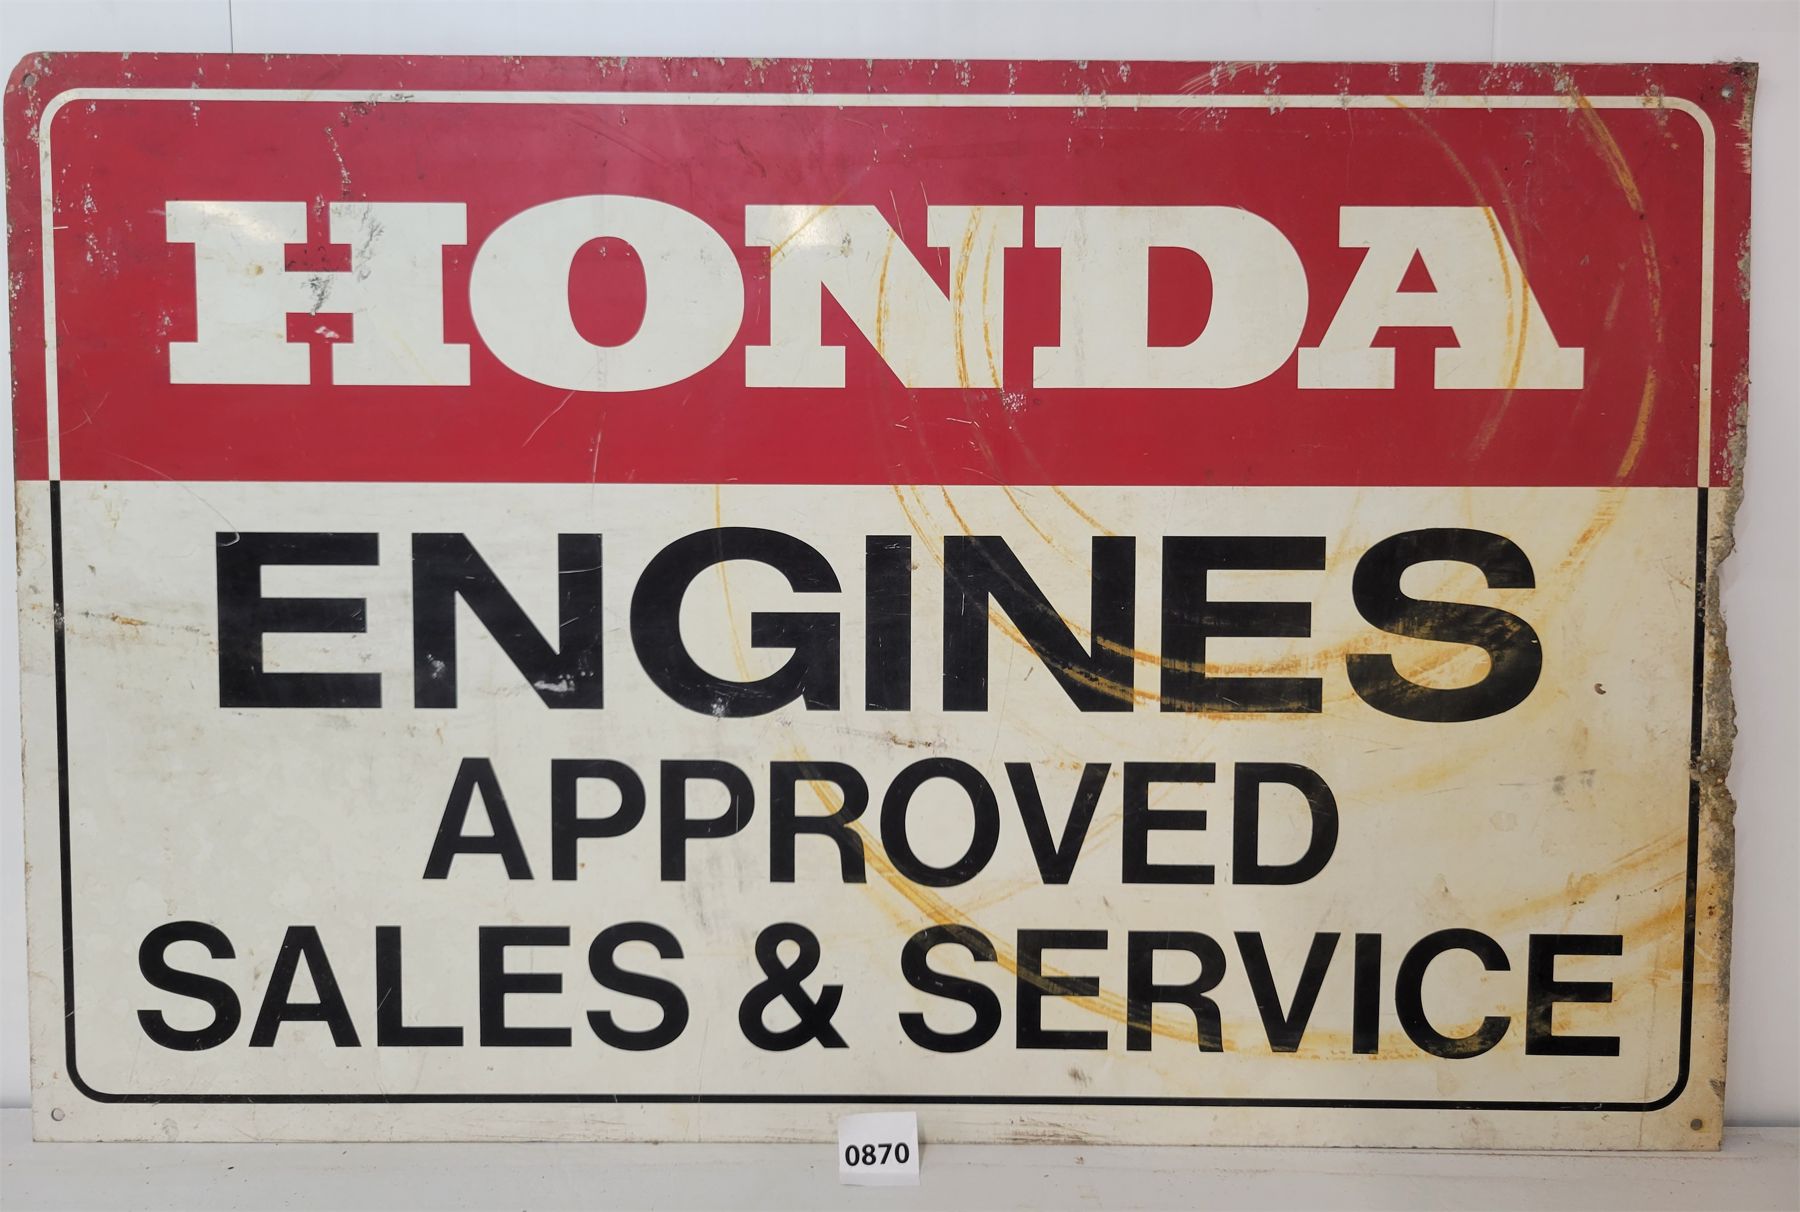 HONDA
ENGINES
APPROVED
SALES & SERVICE
0870